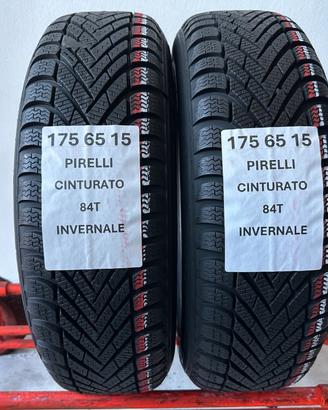 175 65 15
PIRELLI
CINTURATO
84T
INVERNALE
175 65 15
PIRELLI
CINTURATO
84T
INVERNALE